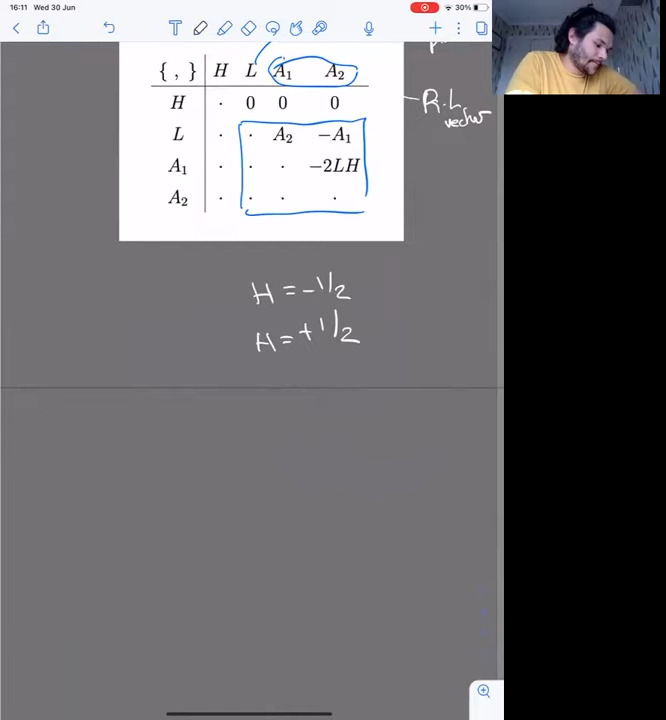 16:11 Wed 30 Jun
30%
{ , } H L A₁ A₂
H · 0 0 0
L · · A₂ −A₁
A₁ · · · −2LH
A₂ · · · ·
R.L
vector
H = -1/2
H = +1/2